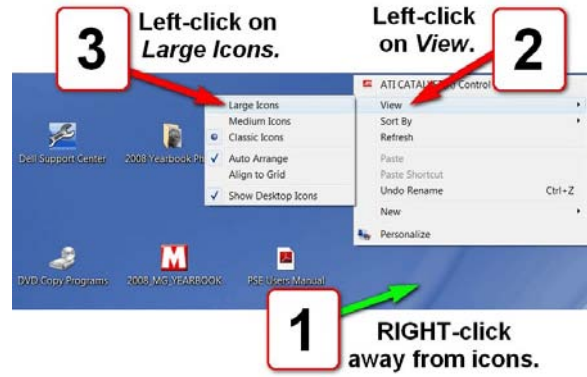 3
Left-click on
Large Icons.
Left-click
on View.
2
ATI CATALYST Control
Large Icons
Medium Icons
Classic Icons
Auto Arrange
Align to Grid
Show Desktop Icons
View
Sort By
Refresh
Paste
Paste Shortcut
Undo Rename Ctrl+Z
New
Personalize
Dell Support Center
2008 Yearbook Ph
DVD Copy Programs
2008_MG_YEARBOOK
PSE Users Manual
1
RIGHT-click
away from icons.